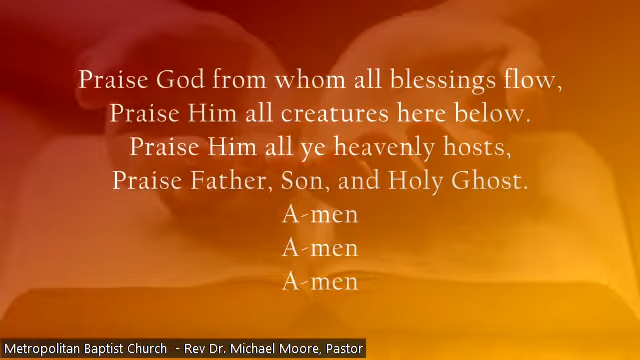 Praise God from whom all blessings flow,
Praise Him all creatures here below.
Praise Him all ye heavenly hosts,
Praise Father, Son, and Holy Ghost.
A-men
A-men
A-men
Metropolitan Baptist Church - Rev Dr. Michael Moore, Pastor